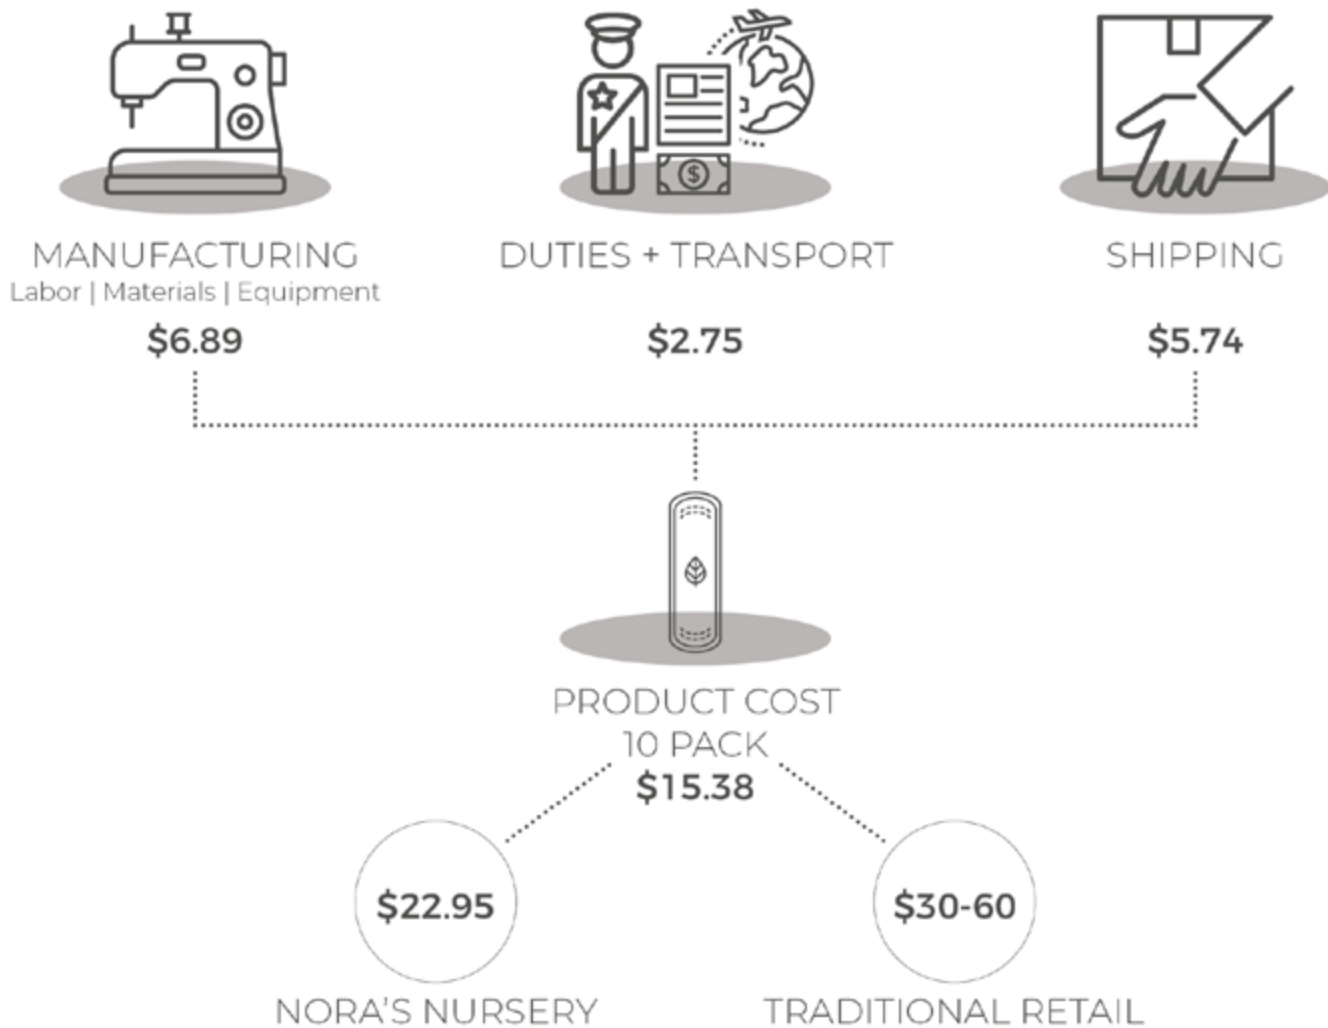 MANUFACTURING
Labor | Materials | Equipment
$6.89
DUTIES + TRANSPORT
$2.75
SHIPPING
$5.74
$
PRODUCT COST
10 PACK
$15.38
$22.95
NORA'S NURSERY
$30-60
TRADITIONAL RETAIL